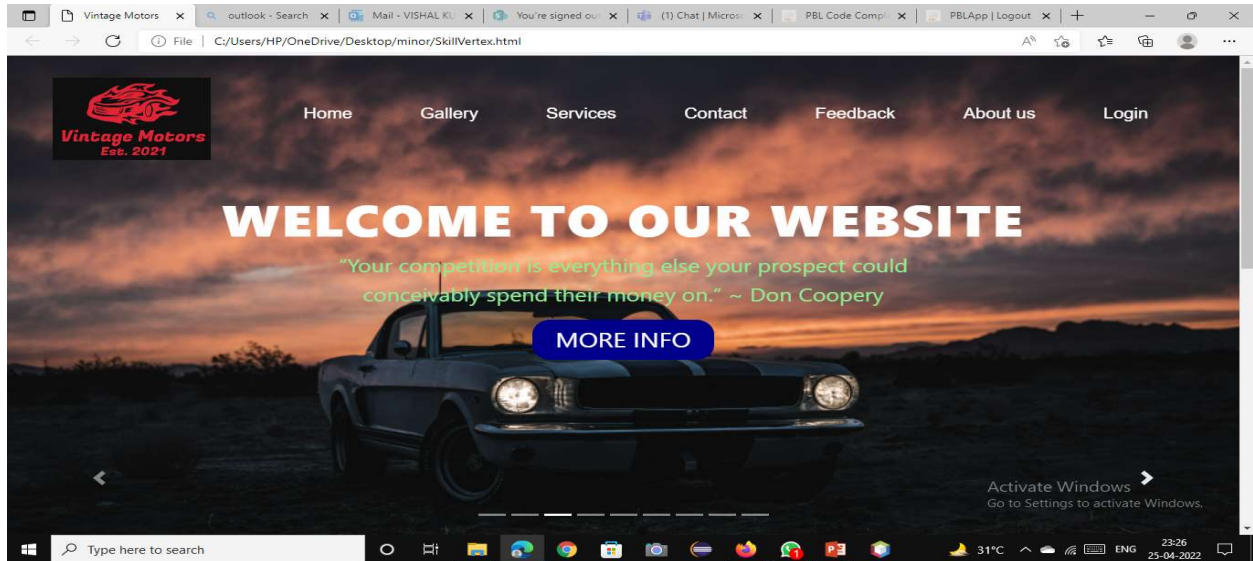 Vintage Motors
outlook - Search
Mail - VISHAL KU
You're signed out
(1) Chat | Microso
PBL Code Compli
PBLApp | Logout
File
C:/Users/HP/OneDrive/Desktop/minor/SkillVertex.html
Vintage Motors
Est. 2021
Home
Gallery
Services
Contact
Feedback
About us
Login
WELCOME TO OUR WEBSITE
"Your competition is everything else your prospect could
conceivably spend their money on." ~ Don Coopery
MORE INFO
Activate Windows
Go to Settings to activate Windows.
Type here to search
31°C
ENG
23:26
25-04-2022